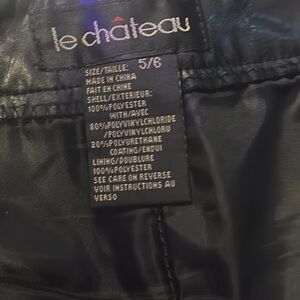 le château
SIZE/TAILLE: 5/6
MADE IN CHINA
FAIT EN CHINE
SHELL/EXTERIEUR:
100%POLYESTER
WITH/AVEC
80%POLYVINYLCHLORIDE
/POLYVINYLCHLORU
20%POLYURETHANE
COATING/ENDUI
LINING/DOUBLURE
100%POLYESTER
SEE CARE ON REVERSE
VOIR INSTRUCTIONS AU
VERSO